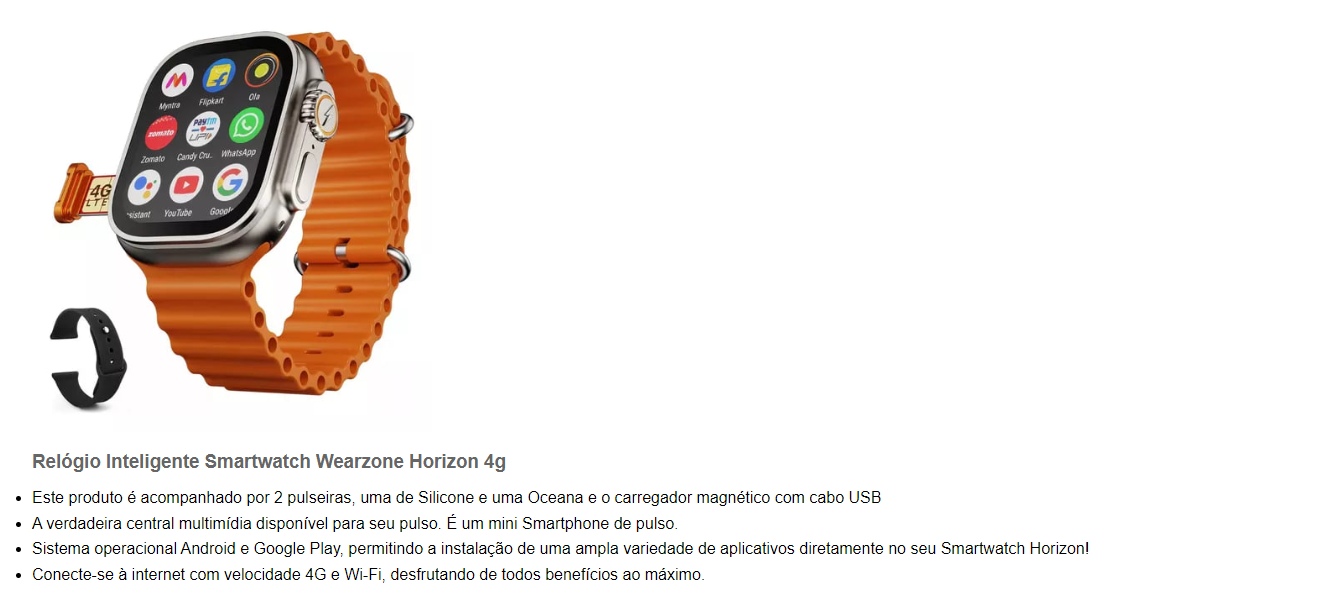 Myntra Flipkart Ola
zomato Paytm UPI
Zomato Candy Cru.. WhatsApp
4G
LTE
G
sistant YouTube Googl
Relógio Inteligente Smartwatch Wearzone Horizon 4g
Este produto é acompanhado por 2 pulseiras, uma de Silicone e uma Oceana e o carregador magnético com cabo USB
A verdadeira central multimídia disponível para seu pulso. É um mini Smartphone de pulso.
Sistema operacional Android e Google Play, permitindo a instalação de uma ampla variedade de aplicativos diretamente no seu Smartwatch Horizon!
Conecte-se à internet com velocidade 4G e Wi-Fi, desfrutando de todos benefícios ao máximo.